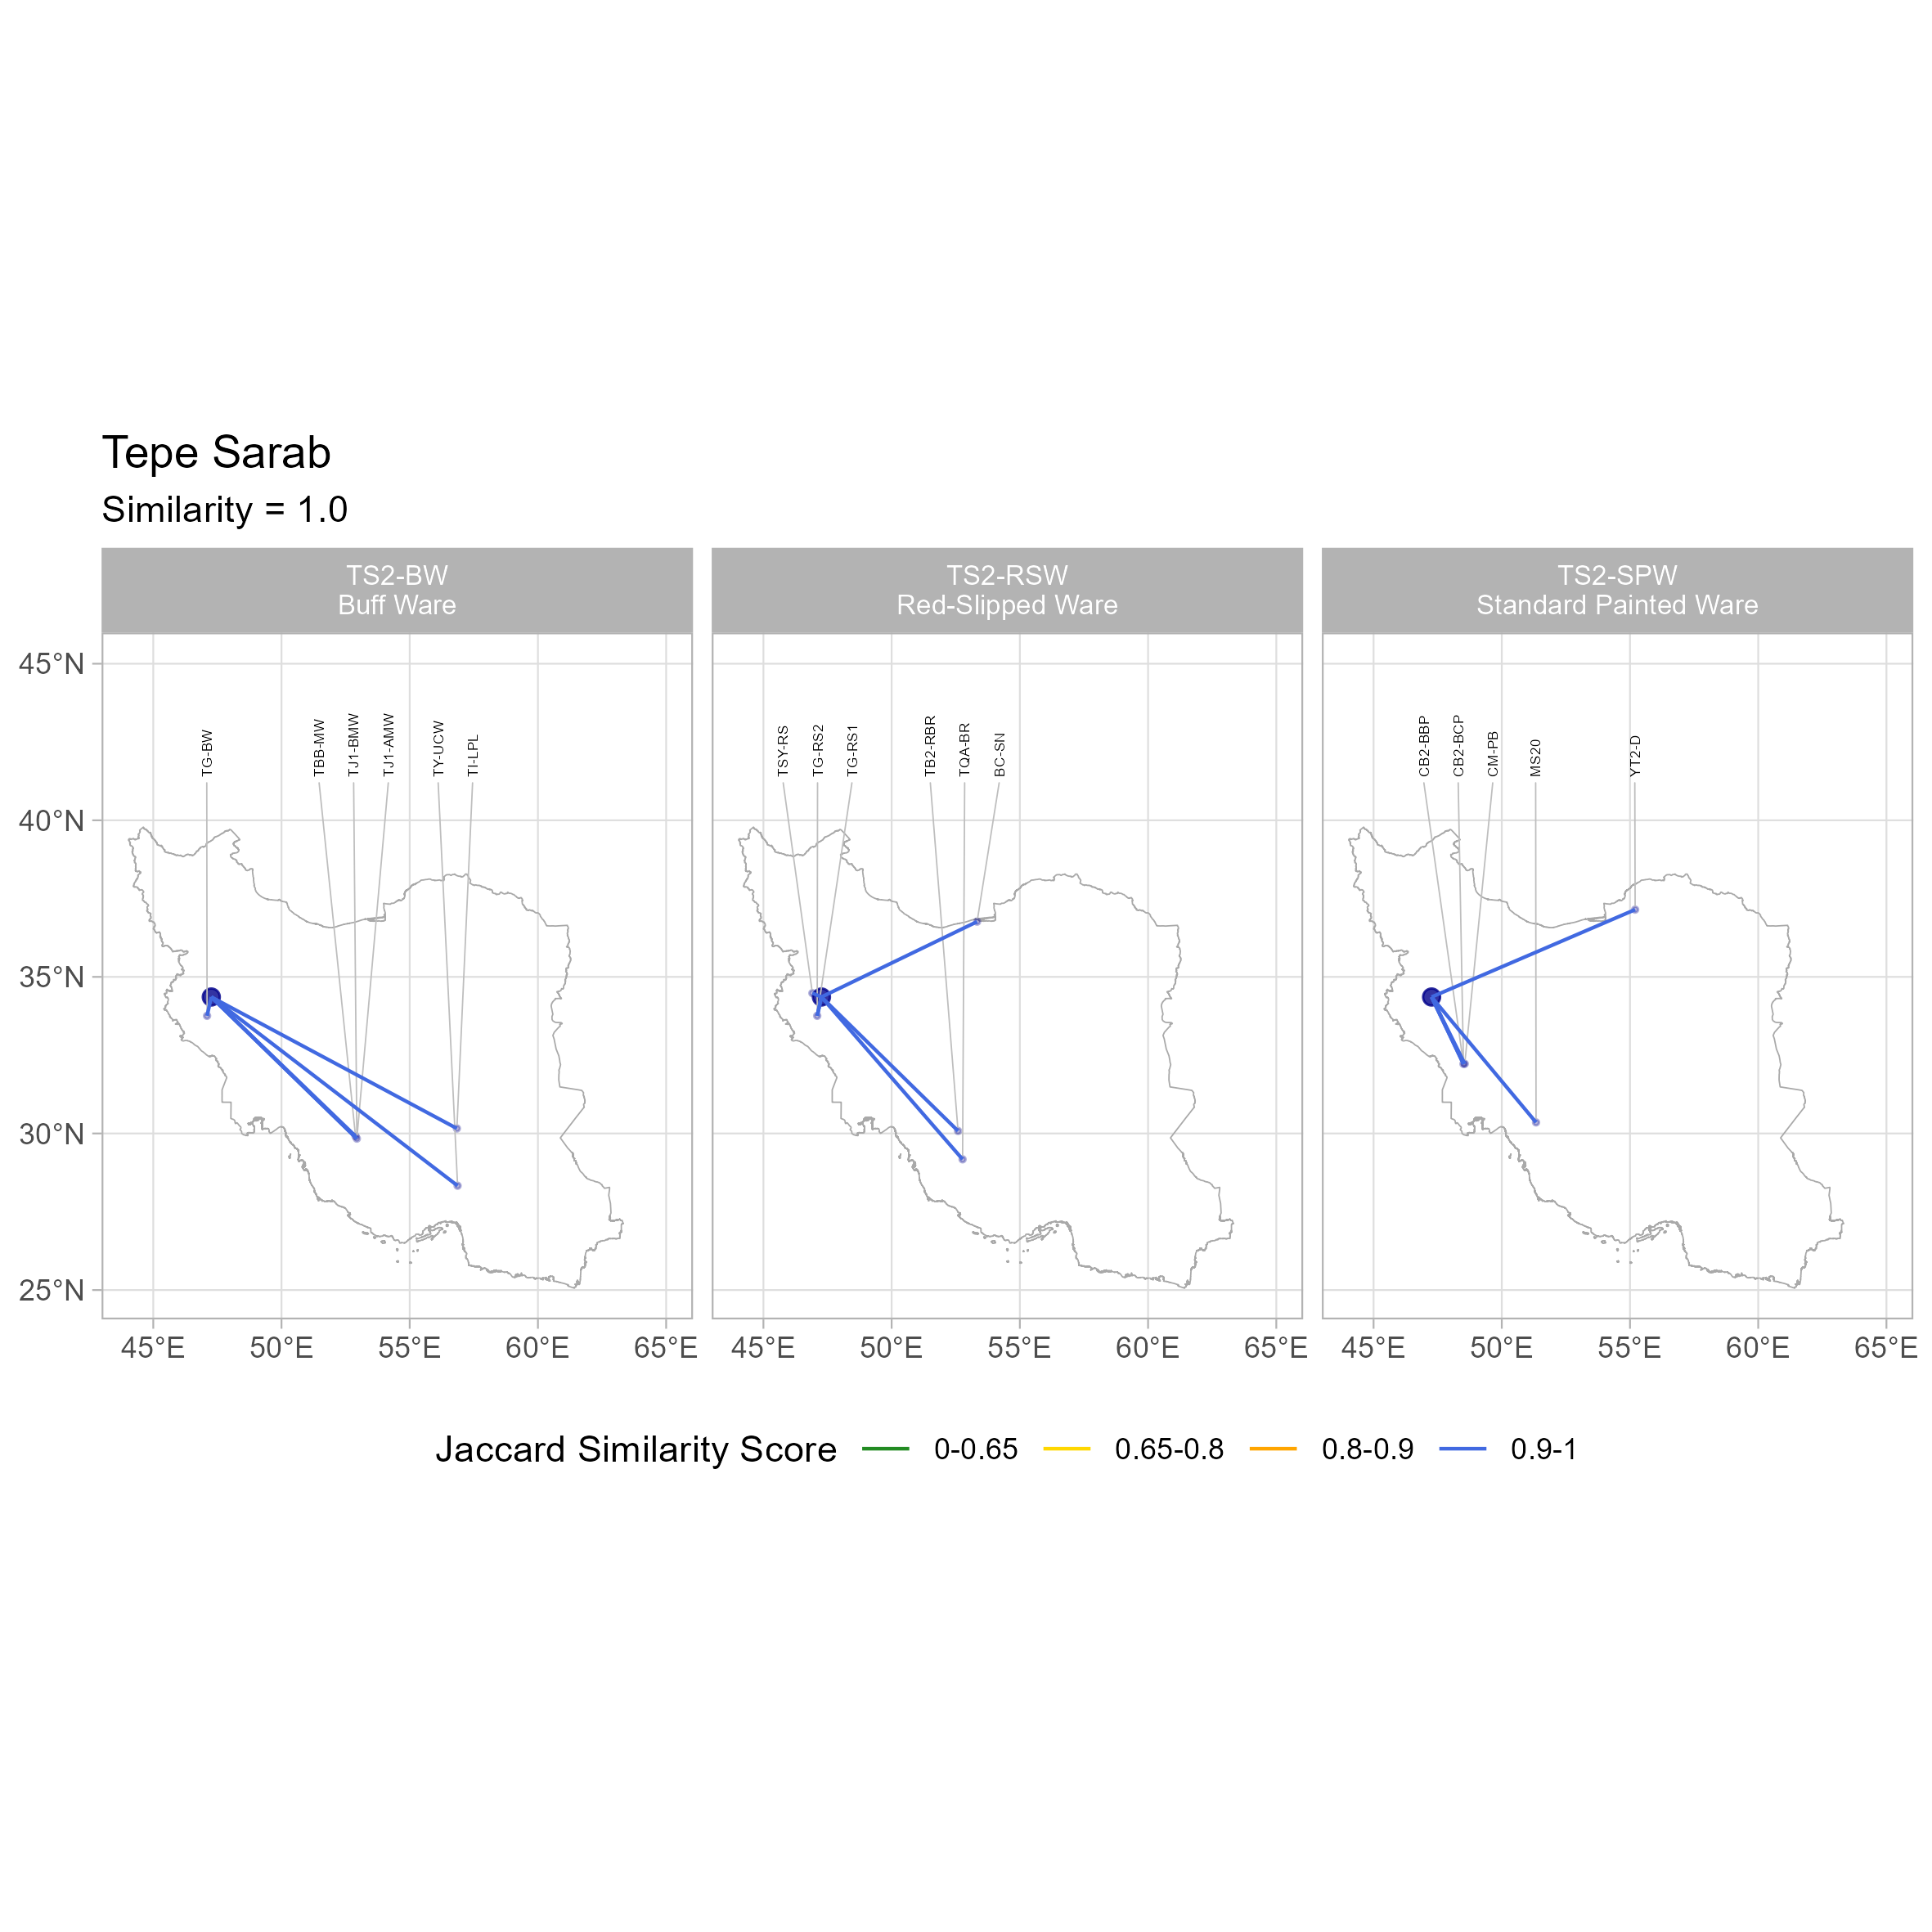 Tepe Sarab
Similarity = 1.0
TS2-BW
Buff Ware
TS2-RSW
Red-Slipped Ware
TS2-SPW
Standard Painted Ware
45°N
40°N
35°N
30°N
25°N
TG-BW
TBB-MW
TJ1-BMW
TJ1-AMW
TY-UCW
TI-LPL
TSY-RS
TG-RS2
TG-RS1
TB2-RBR
TQA-BR
BC-SN
CB2-BBP
CB2-BCP
CM-PB
MS20
YT2-D
45°E 50°E 55°E 60°E 65°E
45°E 50°E 55°E 60°E 65°E
45°E 50°E 55°E 60°E 65°E
Jaccard Similarity Score 0-0.65 0.65-0.8 0.8-0.9 0.9-1